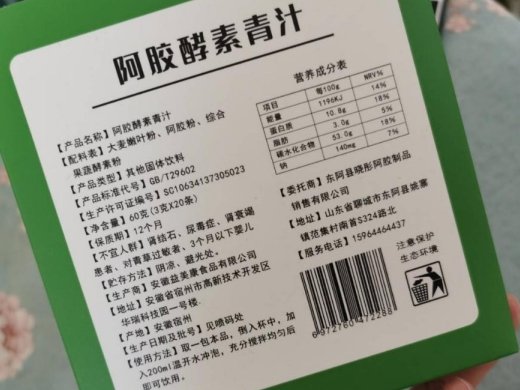 阿胶酵素青汁
【产品名称】阿胶酵素青汁
【配料表】大麦嫩叶粉、阿胶粉、综合
果蔬酵素粉
【产品类型】其他固体饮料
【产品标准代号】GB/T29602
【生产许可证编号】SC10634137305023
【净含量】60克(3克X20条)
【保质期】12个月
【不宜人群】肾结石、尿毒症、肾衰竭
患者、对青草过敏者、3个月以下婴儿
【贮存方法】阴凉、避光处。
【生产商】安徽益美康食品有限公司
【地址】安徽省宿州市高新技术开发区
华瑞科技园一号楼
【产地】安徽宿州
【生产日期及批号】见喷码处
【使用方法】取一包本品，倒入杯中，加
入200ml温开水冲泡，充分搅拌均匀后
即可饮用。
营养成分表
项目 每100g NRV%
能量 1196KJ 14%
蛋白质 10.8g 18%
脂肪 3.0g 5%
碳水化合物 53.0g 18%
钠 140mg 7%
【委托商】东阿县晓彤阿胶制品
销售有限公司
【地址】山东省聊城市东阿县姚寨
镇范集村南首S324路北
【服务电话】15964464437
注意保护
生态环境
6972760472288